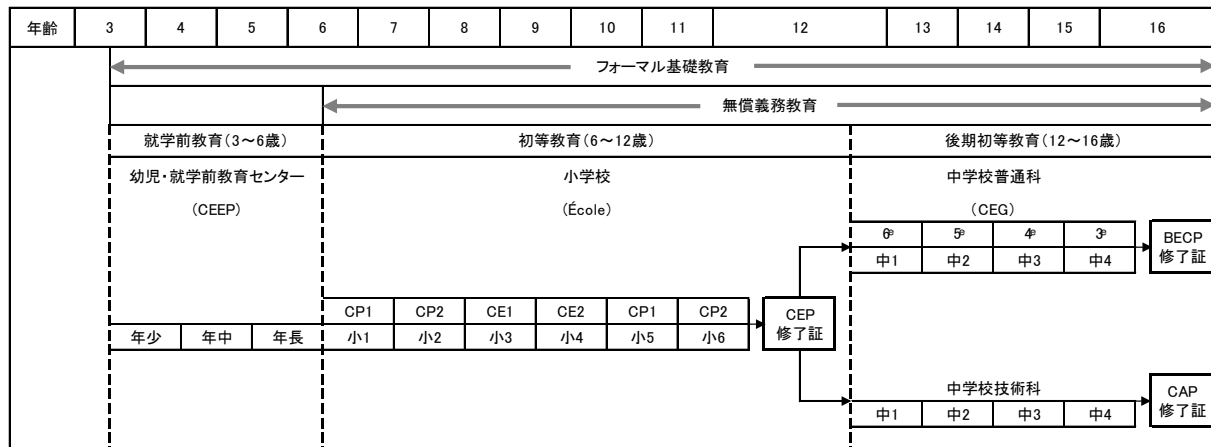 年齢 3 4 5 6 7 8 9 10 11 12 13 14 15 16
フォーマル基礎教育
無償義務教育
就学前教育(3～6歳) 初等教育(6～12歳) 後期初等教育(12～16歳)
幼児・就学前教育センター 小学校 中学校普通科
(CEEP) (École) (CEG)
6e 5e 4e 3e
中1 中2 中3 中4
BECP
修了証
CP1 CP2 CE1 CE2 CP1 CP2
年少 年中 年長 小1 小2 小3 小4 小5 小6
CEP
修了証
中学校技術科
中1 中2 中3 中4
CAP
修了証